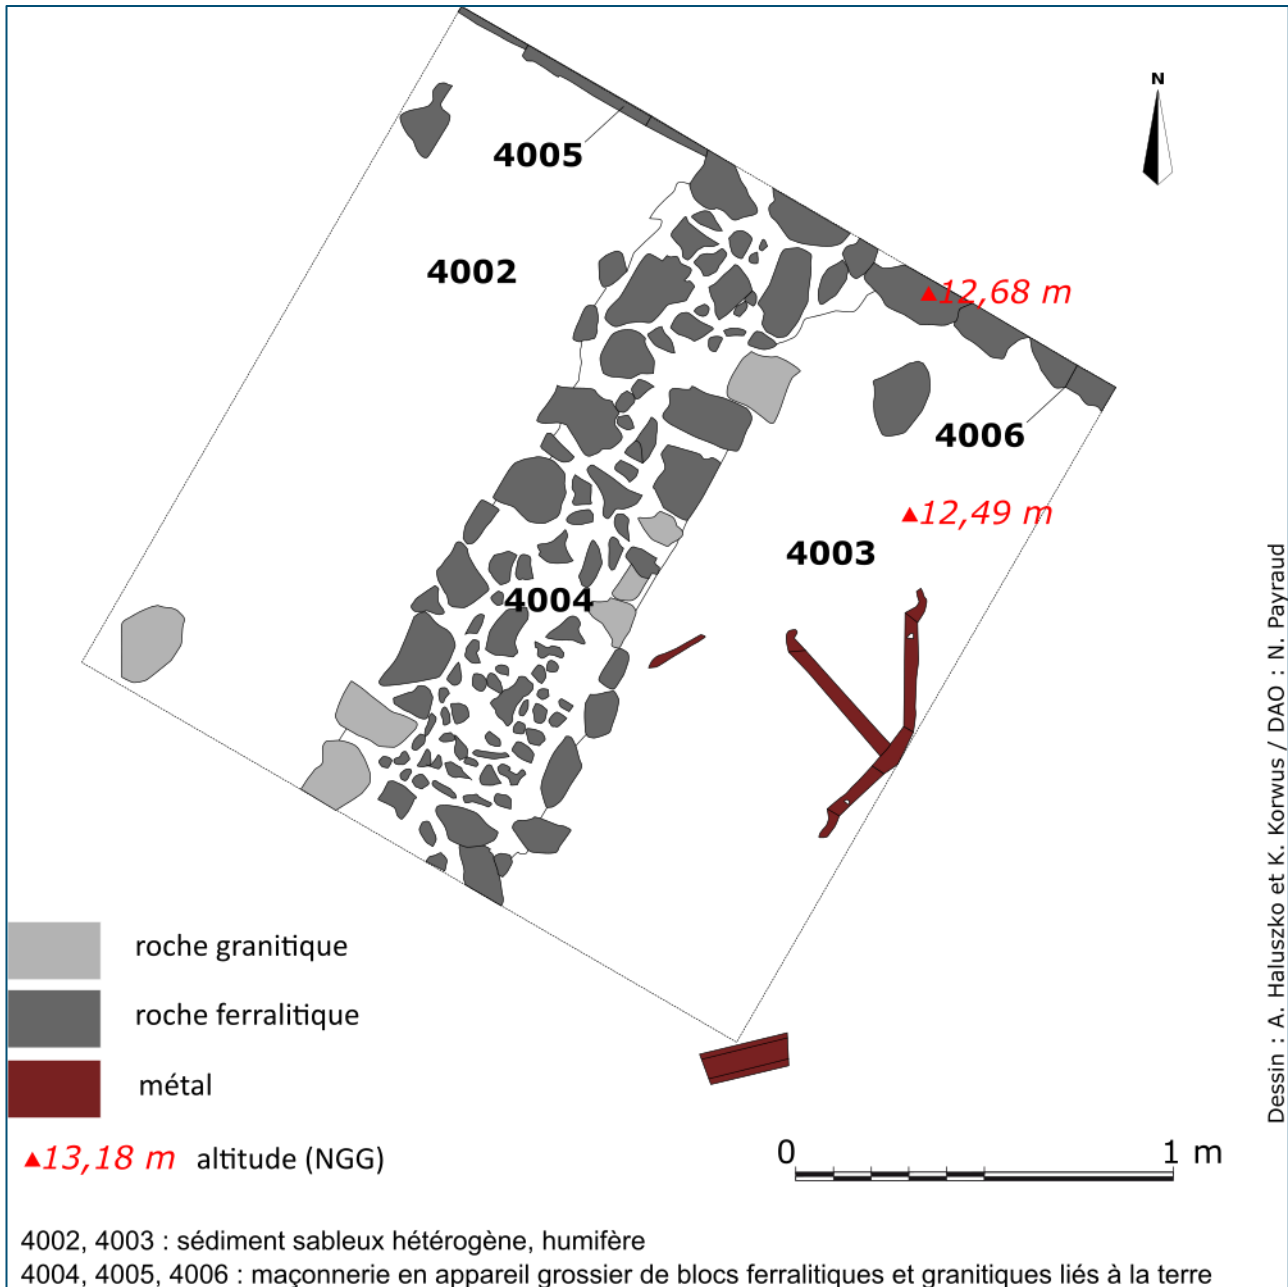 N
4005
4002
12,68 m
4006
12,49 m
4003
4004
roche granitique
roche ferralitique
métal
13,18 m altitude (NGG)
0 1 m
4002, 4003 : sédiment sableux hétérogène, humifère
4004, 4005, 4006 : maçonnerie en appareil grossier de blocs ferralitiques et granitiques liés à la terre
Dessin : A. Haluszko et K. Korwus / DAO : N. Payraud